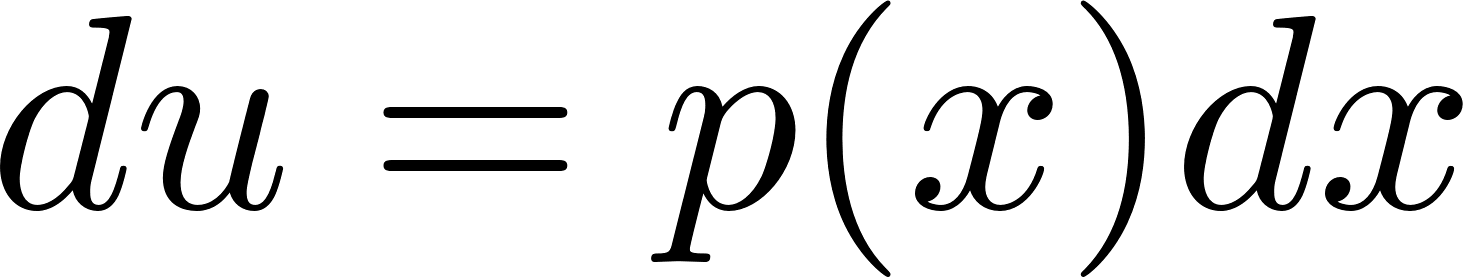 du = p(x)dx